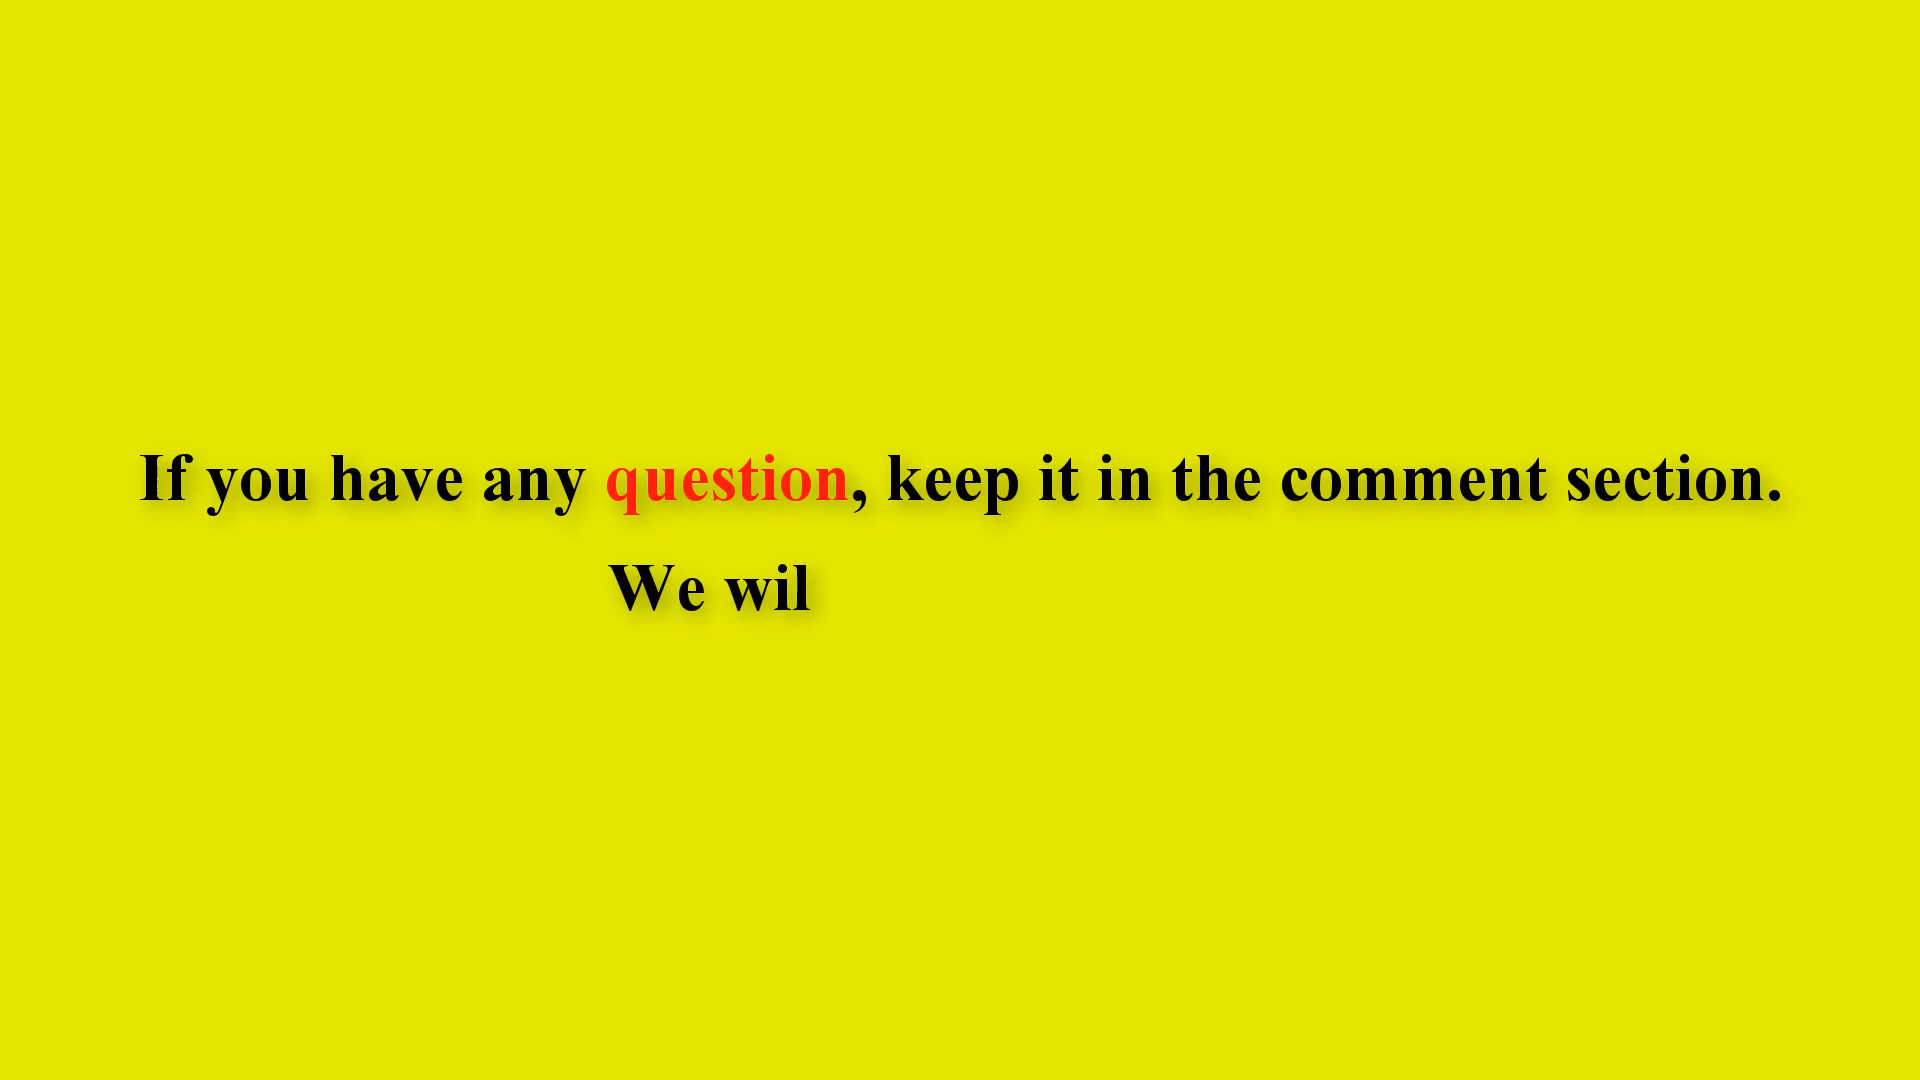 If you have any question, keep it in the comment section.
We wil